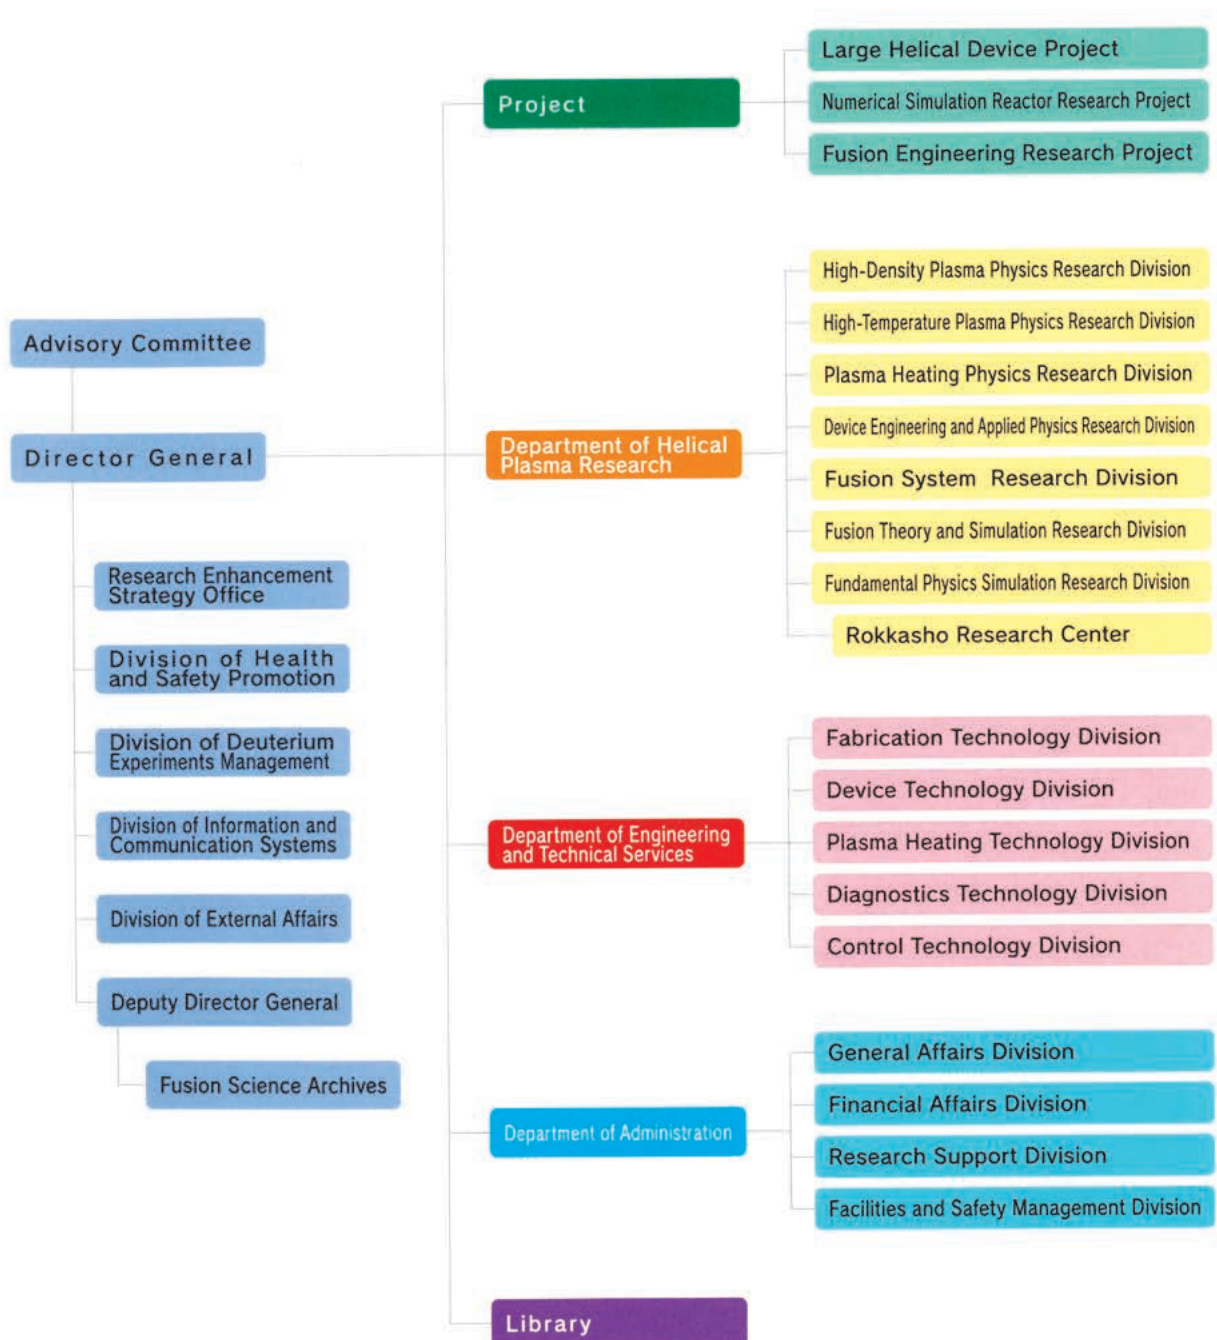 Project
Large Helical Device Project
Numerical Simulation Reactor Research Project
Fusion Engineering Research Project
Advisory Committee
Director General
Research Enhancement
Strategy Office
Division of Health
and Safety Promotion
Division of Deuterium
Experiments Management
Division of Information and
Communication Systems
Division of External Affairs
Deputy Director General
Fusion Science Archives
Department of Helical
Plasma Research
High-Density Plasma Physics Research Division
High-Temperature Plasma Physics Research Division
Plasma Heating Physics Research Division
Device Engineering and Applied Physics Research Division
Fusion System Research Division
Fusion Theory and Simulation Research Division
Fundamental Physics Simulation Research Division
Rokkasho Research Center
Department of Engineering
and Technical Services
Fabrication Technology Division
Device Technology Division
Plasma Heating Technology Division
Diagnostics Technology Division
Control Technology Division
Department of Administration
General Affairs Division
Financial Affairs Division
Research Support Division
Facilities and Safety Management Division
Library